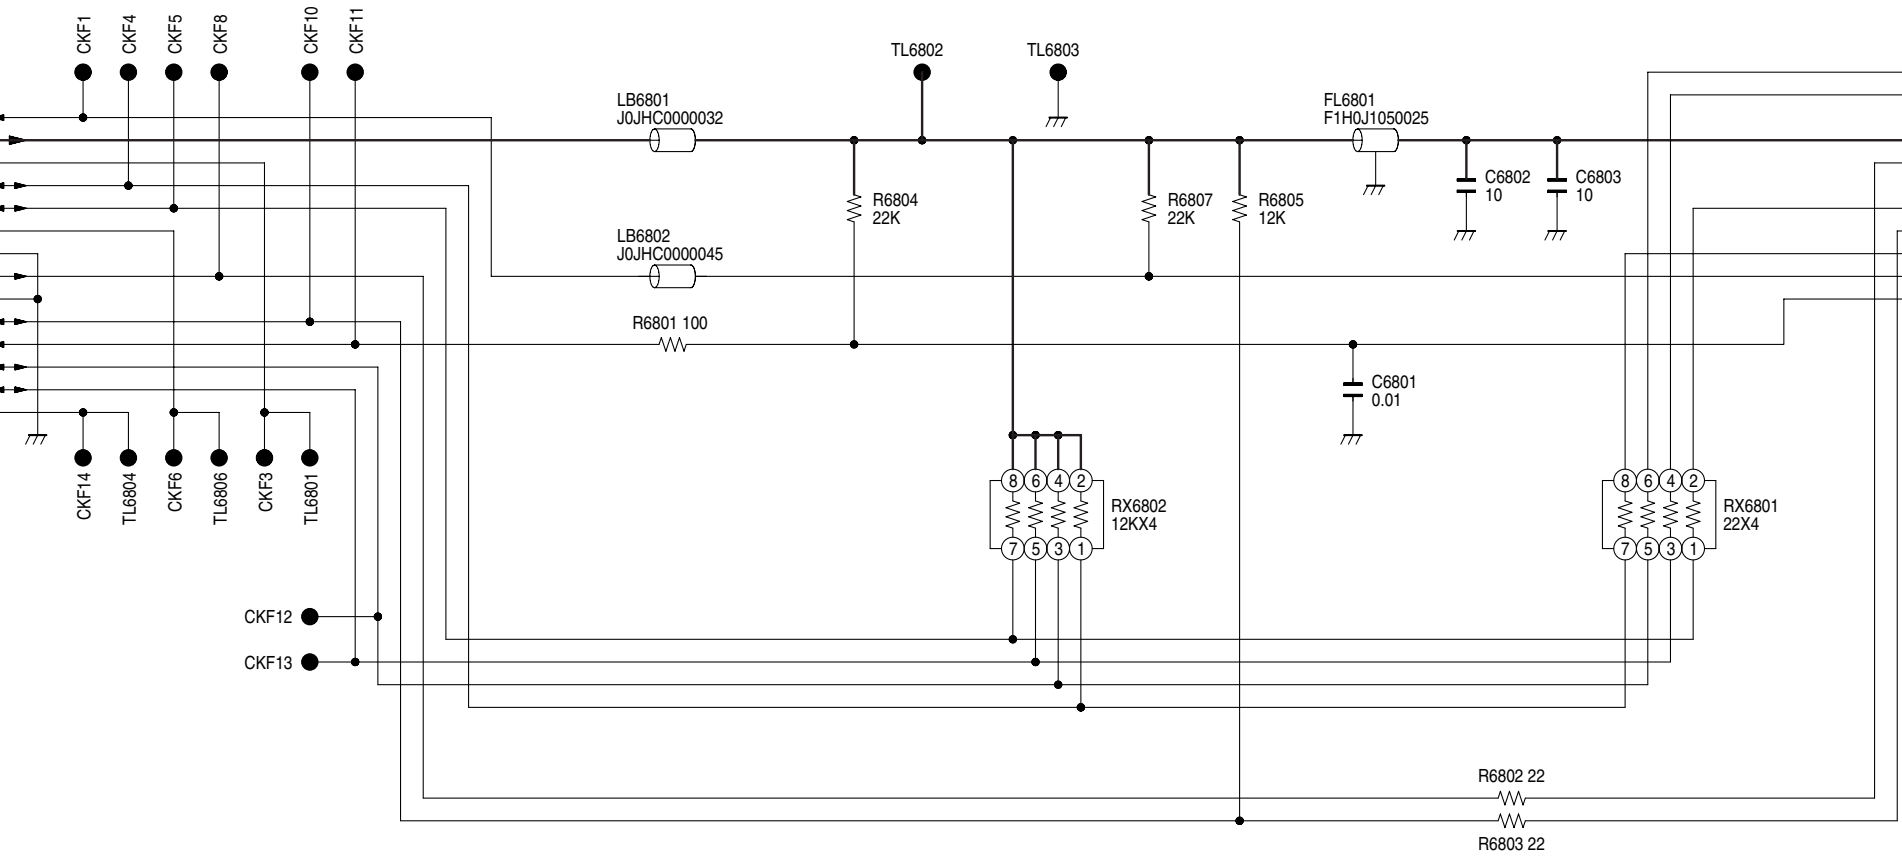 CKF1
CKF4
CKF5
CKF8
CKF10
CKF11
TL6802
TL6803
LB6801
J0JHC0000032
FL6801
F1H0J1050025
R6804
22K
R6807
22K
R6805
12K
C6802
10
C6803
10
LB6802
J0JHC0000045
R6801 100
C6801
0.01
CKF14
TL6804
CKF6
TL6806
CKF3
TL6801
8 6 4 2
RX6802
12KX4
7 5 3 1
8 6 4 2
RX6801
22X4
7 5 3 1
CKF12
CKF13
R6802 22
R6803 22